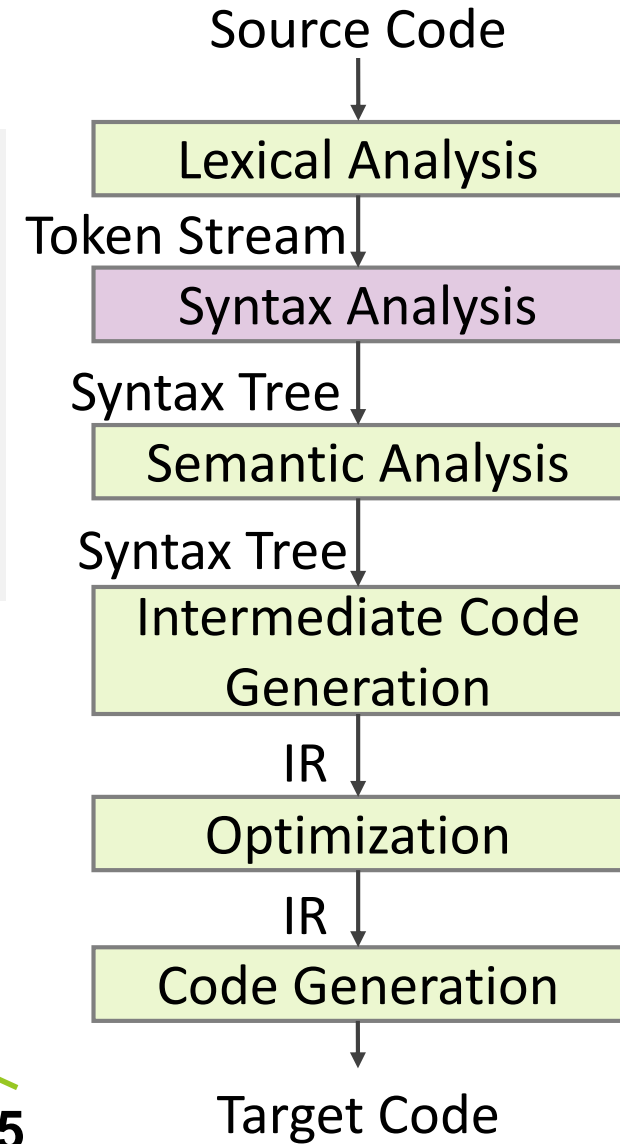 Source Code
Lexical Analysis
Token Stream
Syntax Analysis
Syntax Tree
Semantic Analysis
Syntax Tree
Intermediate Code
Generation
IR
Optimization
IR
Code Generation
Target Code
5